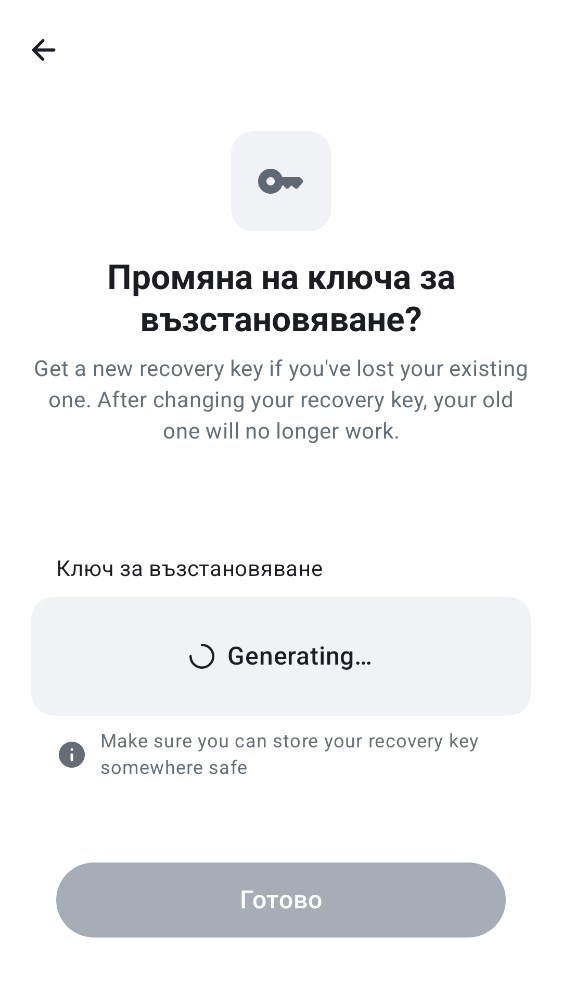 Промяна на ключа за
възстановяване?
Get a new recovery key if you've lost your existing
one. After changing your recovery key, your old
one will no longer work.
Ключ за възстановяване
Generating…
Make sure you can store your recovery key
somewhere safe
Готово